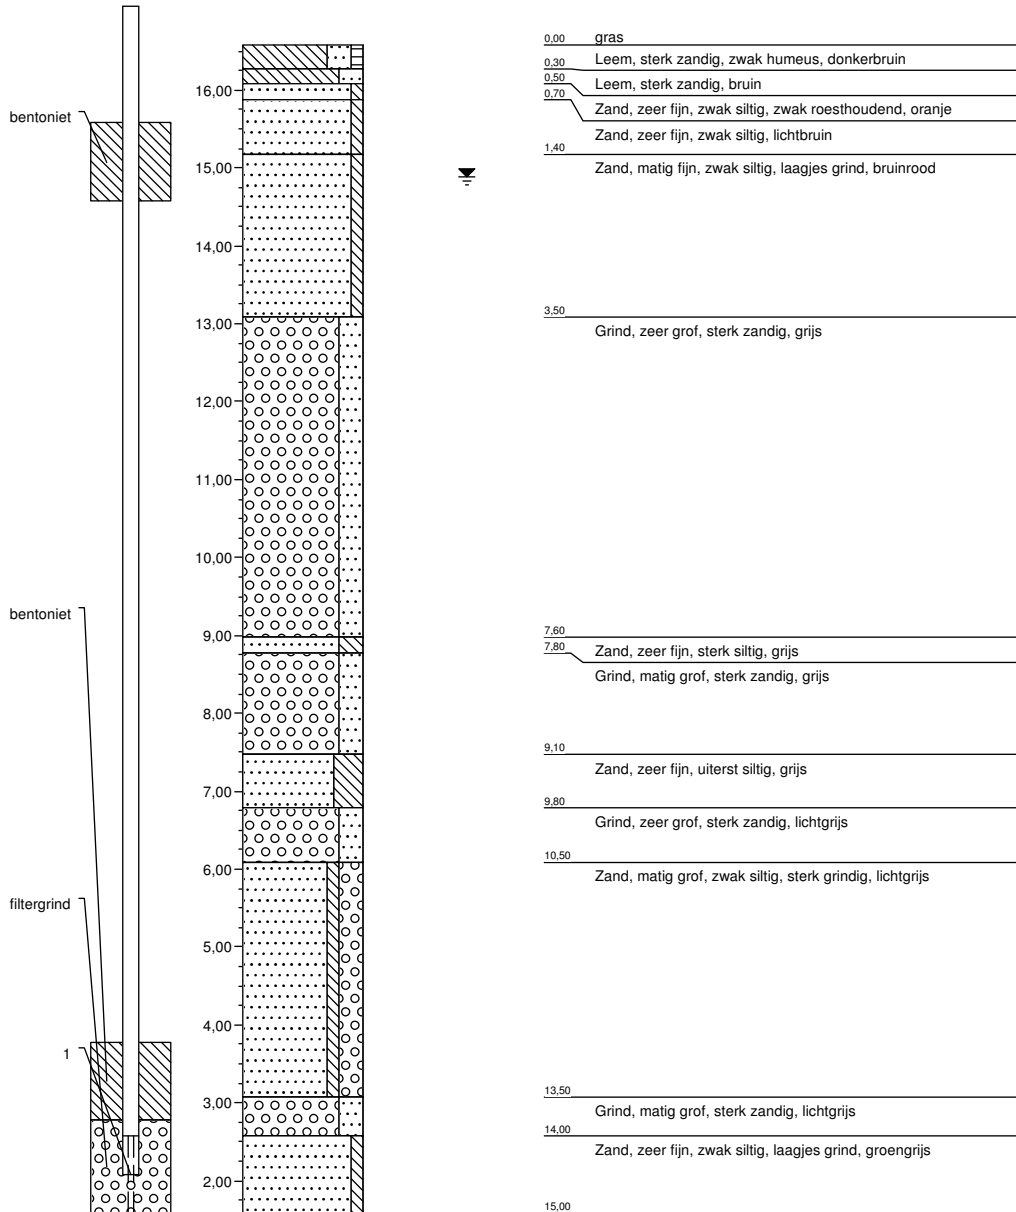 0,00 gras
Leem, sterk zandig, zwak humeus, donkerbruin
0,30
0,50 Leem, sterk zandig, bruin
0,70
Zand, zeer fijn, zwak siltig, zwak roesthoudend, oranje
Zand, zeer fijn, zwak siltig, lichtbruin
1,40
Zand, matig fijn, zwak siltig, laagjes grind, bruinrood
3,50
Grind, zeer grof, sterk zandig, grijs
7,60
7,80 Zand, zeer fijn, sterk siltig, grijs
Grind, matig grof, sterk zandig, grijs
9,10
Zand, zeer fijn, uiterst siltig, grijs
9,80
Grind, zeer grof, sterk zandig, lichtgrijs
10,50
Zand, matig grof, zwak siltig, sterk grindig, lichtgrijs
13,50
Grind, matig grof, sterk zandig, lichtgrijs
14,00
Zand, zeer fijn, zwak siltig, laagjes grind, groengrijs
15,00
16,00
15,00
14,00
13,00
12,00
11,00
10,00
9,00
8,00
7,00
6,00
5,00
4,00
3,00
2,00
bentoniet
bentoniet
filtergrind
1